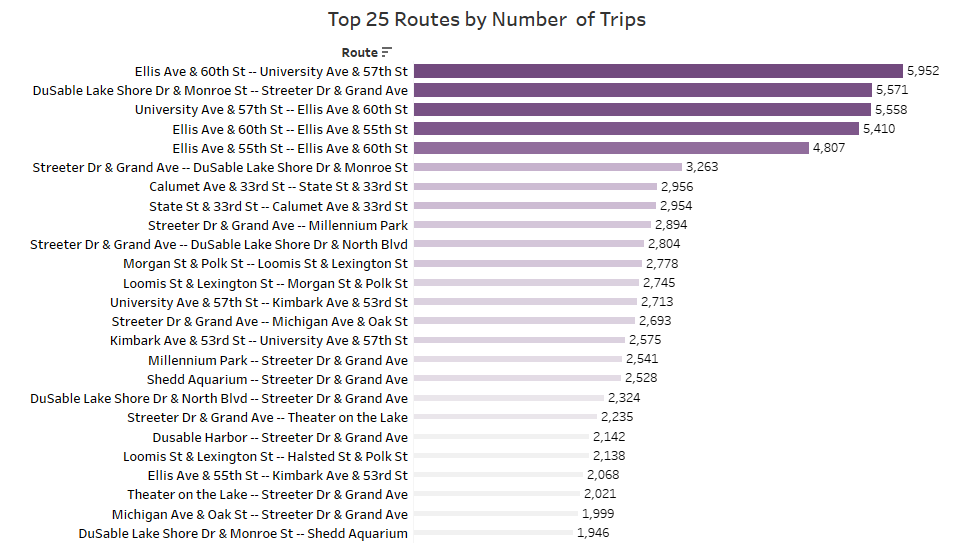 Top 25 Routes by Number of Trips
Route
Ellis Ave & 60th St -- University Ave & 57th St 5,952
DuSable Lake Shore Dr & Monroe St -- Streeter Dr & Grand Ave 5,571
University Ave & 57th St -- Ellis Ave & 60th St 5,558
Ellis Ave & 60th St -- Ellis Ave & 55th St 5,410
Ellis Ave & 55th St -- Ellis Ave & 60th St 4,807
Streeter Dr & Grand Ave -- DuSable Lake Shore Dr & Monroe St 3,263
Calumet Ave & 33rd St -- State St & 33rd St 2,956
State St & 33rd St -- Calumet Ave & 33rd St 2,954
Streeter Dr & Grand Ave -- Millennium Park 2,894
Streeter Dr & Grand Ave -- DuSable Lake Shore Dr & North Blvd 2,804
Morgan St & Polk St -- Loomis St & Lexington St 2,778
Loomis St & Lexington St -- Morgan St & Polk St 2,745
University Ave & 57th St -- Kimbark Ave & 53rd St 2,713
Streeter Dr & Grand Ave -- Michigan Ave & Oak St 2,693
Kimbark Ave & 53rd St -- University Ave & 57th St 2,575
Millennium Park -- Streeter Dr & Grand Ave 2,541
Shedd Aquarium -- Streeter Dr & Grand Ave 2,528
DuSable Lake Shore Dr & North Blvd -- Streeter Dr & Grand Ave 2,324
Streeter Dr & Grand Ave -- Theater on the Lake 2,235
Dusable Harbor -- Streeter Dr & Grand Ave 2,142
Loomis St & Lexington St -- Halsted St & Polk St 2,138
Ellis Ave & 55th St -- Kimbark Ave & 53rd St 2,068
Theater on the Lake -- Streeter Dr & Grand Ave 2,021
Michigan Ave & Oak St -- Streeter Dr & Grand Ave 1,999
DuSable Lake Shore Dr & Monroe St -- Shedd Aquarium 1,946